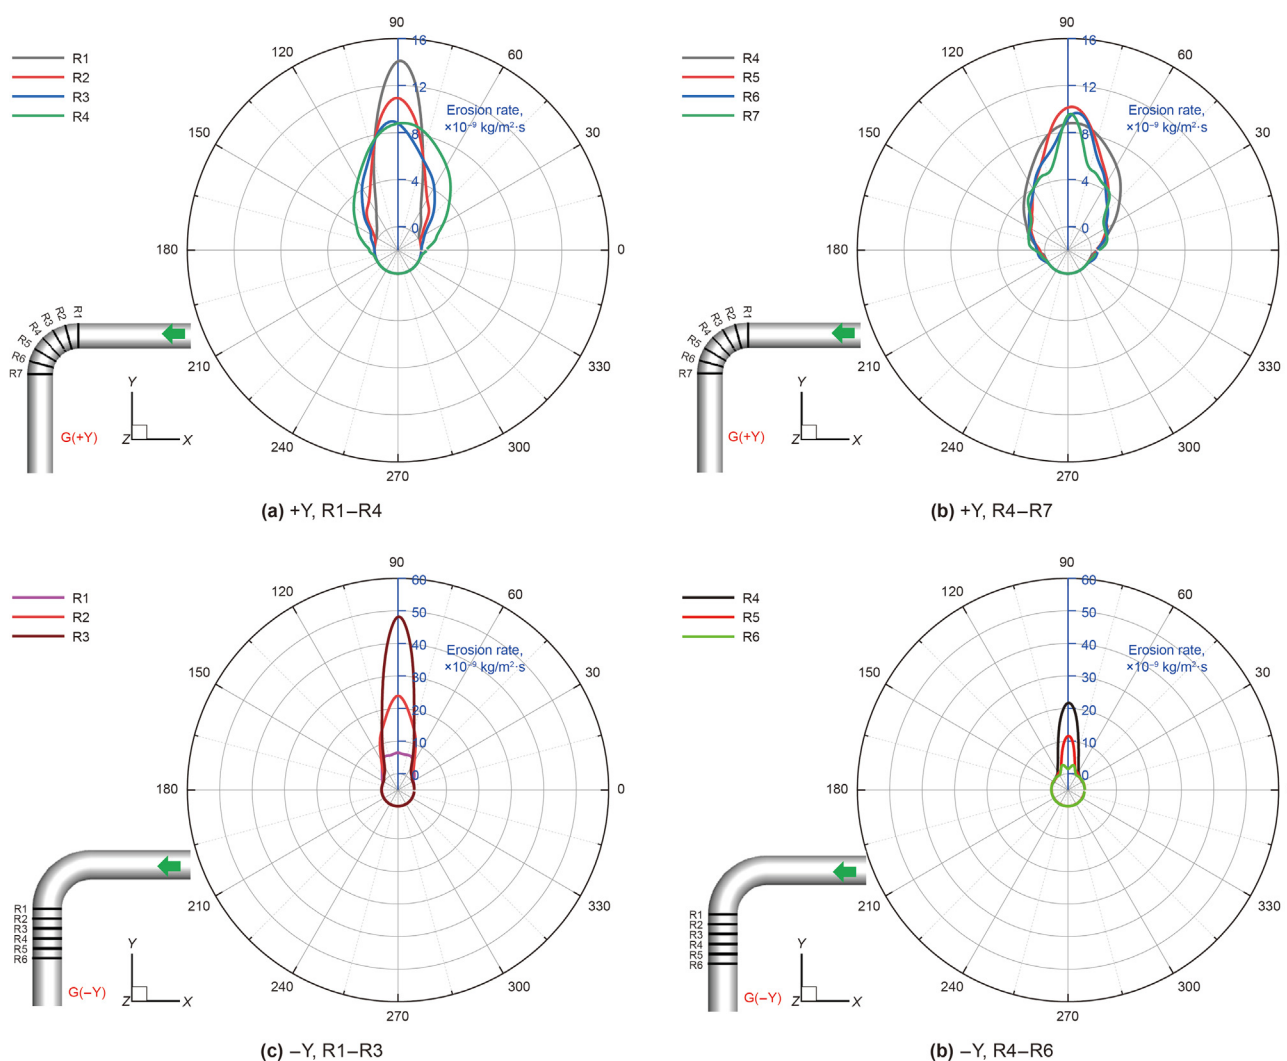 90
120
60
16
R1
R2
R3
R4
12
Erosion rate,
×10⁻⁹ kg/m²·s
150
30
8
4
0
180
0
R1
R2
R3
R4
R5
R6
R7
210
330
Y
Z
X
G(+Y)
240
300
270
(a) +Y, R1–R4
90
120
60
16
R4
R5
R6
R7
12
Erosion rate,
×10⁻⁹ kg/m²·s
150
30
8
4
0
180
0
R1
R2
R3
R4
R5
R6
R7
210
330
Y
Z
X
G(+Y)
240
300
270
(b) +Y, R4–R7
90
120
60
60
R1
R2
R3
50
40
Erosion rate,
×10⁻⁹ kg/m²·s
150
30
30
20
10
0
180
0
R1
R2
R3
R4
R5
R6
210
330
Y
Z
X
G(–Y)
240
300
270
(c) –Y, R1–R3
90
120
60
60
R4
R5
R6
50
40
Erosion rate,
×10⁻⁹ kg/m²·s
150
30
30
20
10
0
180
0
R1
R2
R3
R4
R5
R6
210
330
Y
Z
X
G(–Y)
240
300
270
(b) –Y, R4–R6